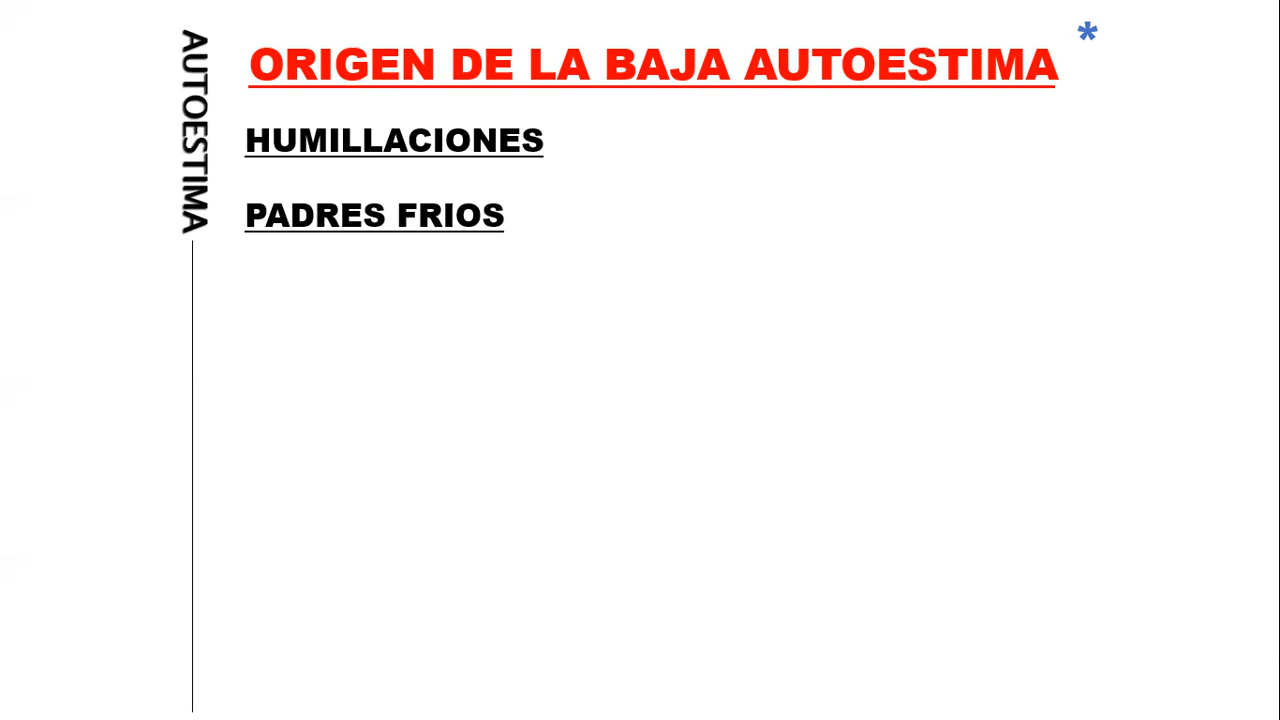 AUTOESTIMA
ORIGEN DE LA BAJA AUTOESTIMA
*
HUMILLACIONES
PADRES FRIOS